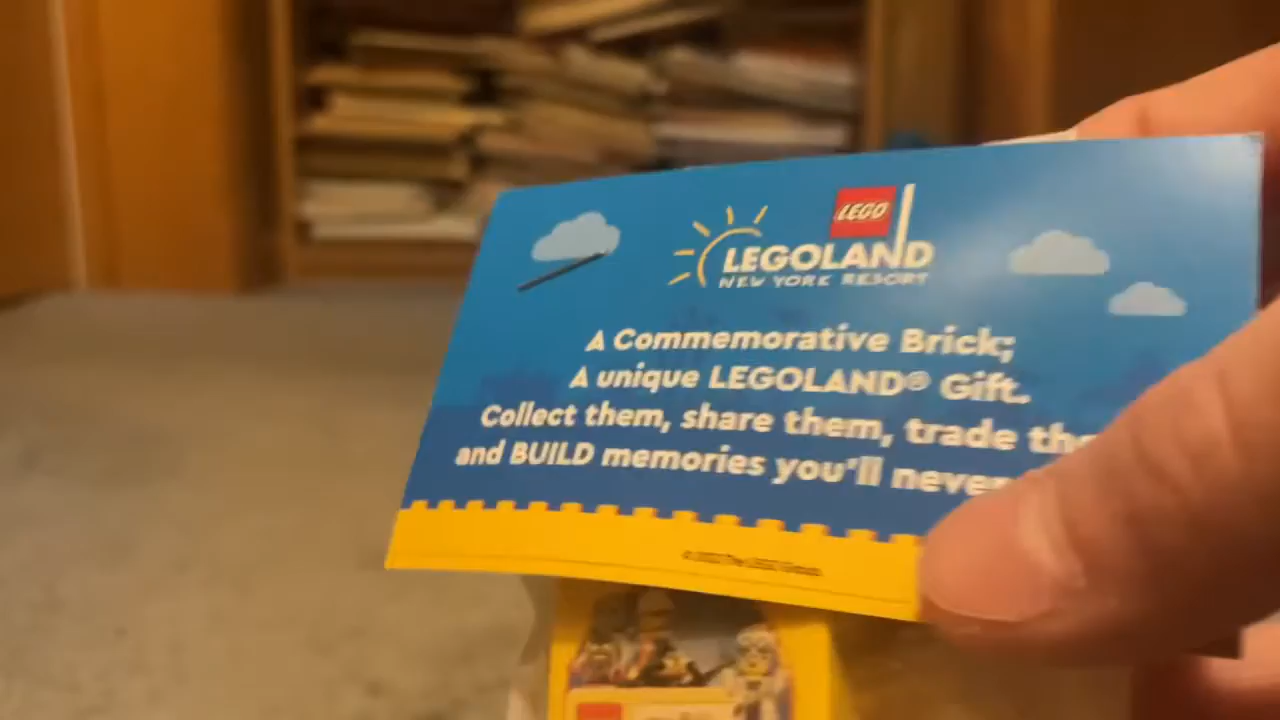 LEGO
LEGOLAND
NEW YORK RESORT
A Commemorative Brick;
A unique LEGOLAND® Gift.
Collect them, share them, trade
and BUILD memories you'll never